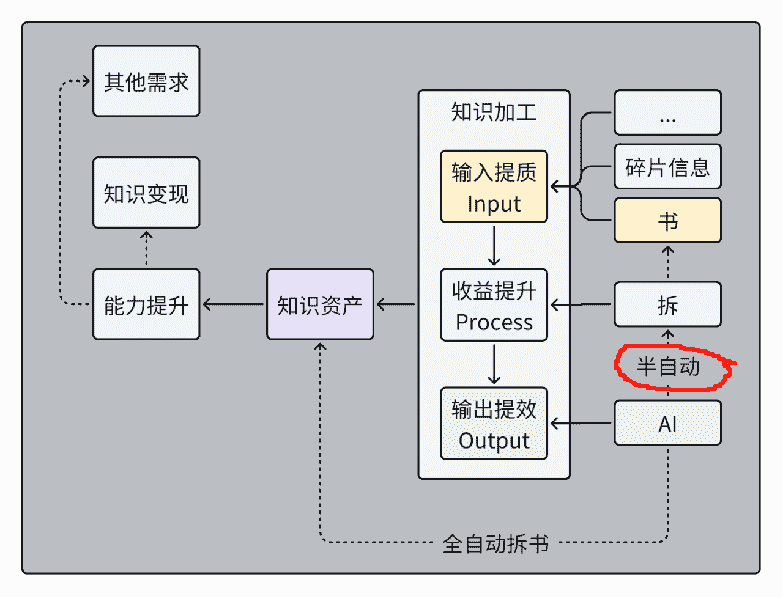 其他需求
知识变现
能力提升
知识资产
知识加工
输入提质
Input
收益提升
Process
输出提效
Output
...
碎片信息
书
拆
半自动
AI
全自动拆书